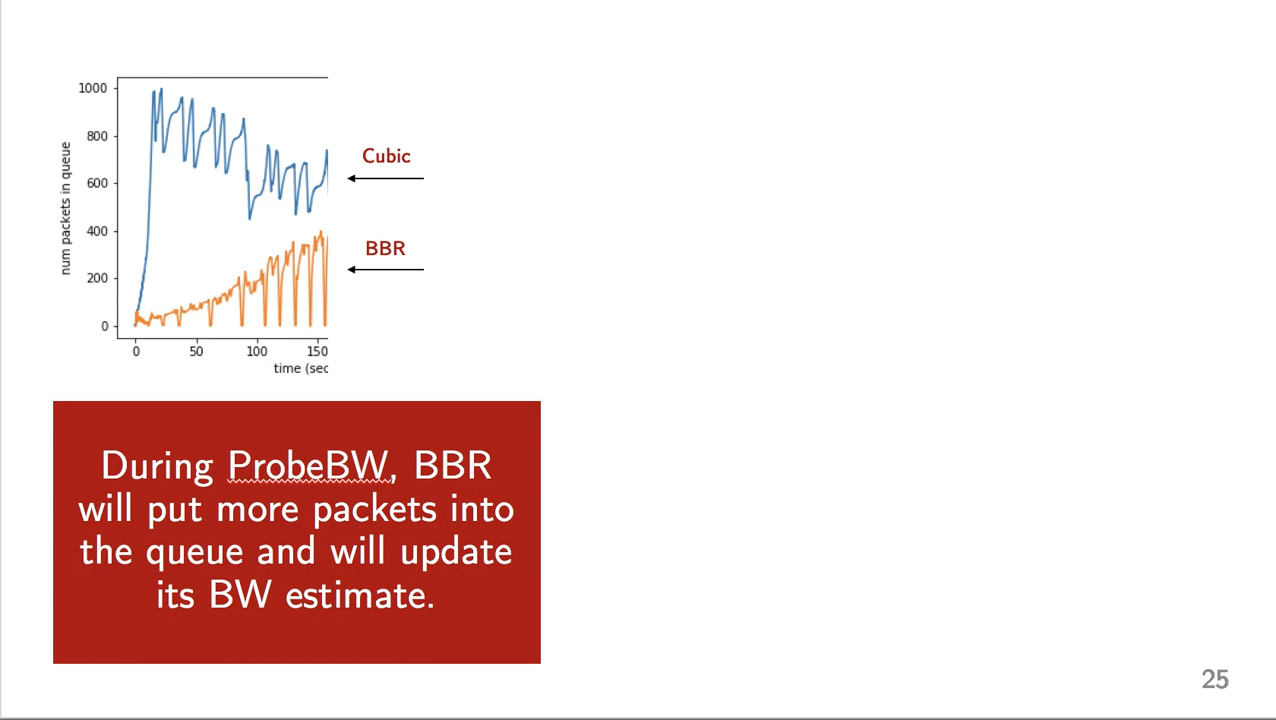 1000
800
600
400
200
0
num packets in queue
0 50 100 150
time (sec
Cubic
BBR
During ProbeBW, BBR
will put more packets into
the queue and will update
its BW estimate.
25